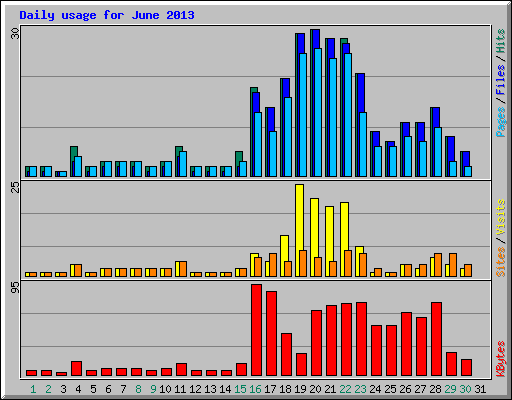 Daily usage for June 2013
30
Pages / Files / Hits
25
Sites / Visits
95
KBytes
1 2 3 4 5 6 7 8 9 10 11 12 13 14 15 16 17 18 19 20 21 22 23 24 25 26 27 28 29 30 31